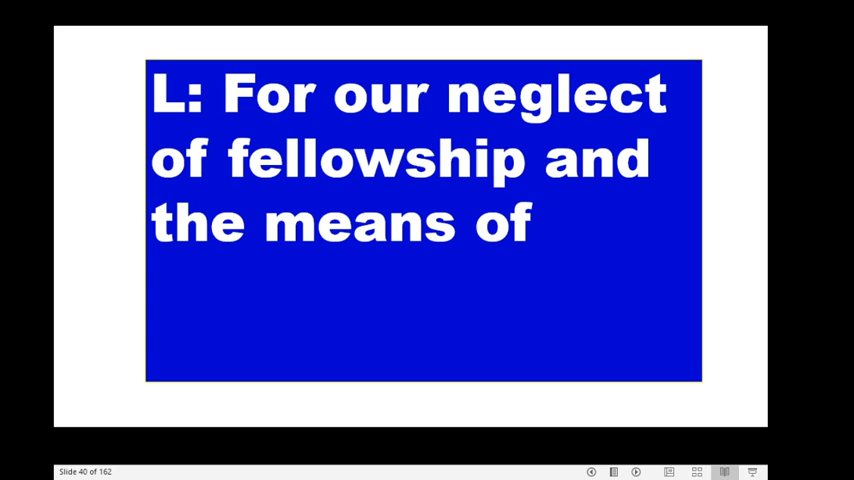 L: For our neglect
of fellowship and
the means of
Slide 40 of 162